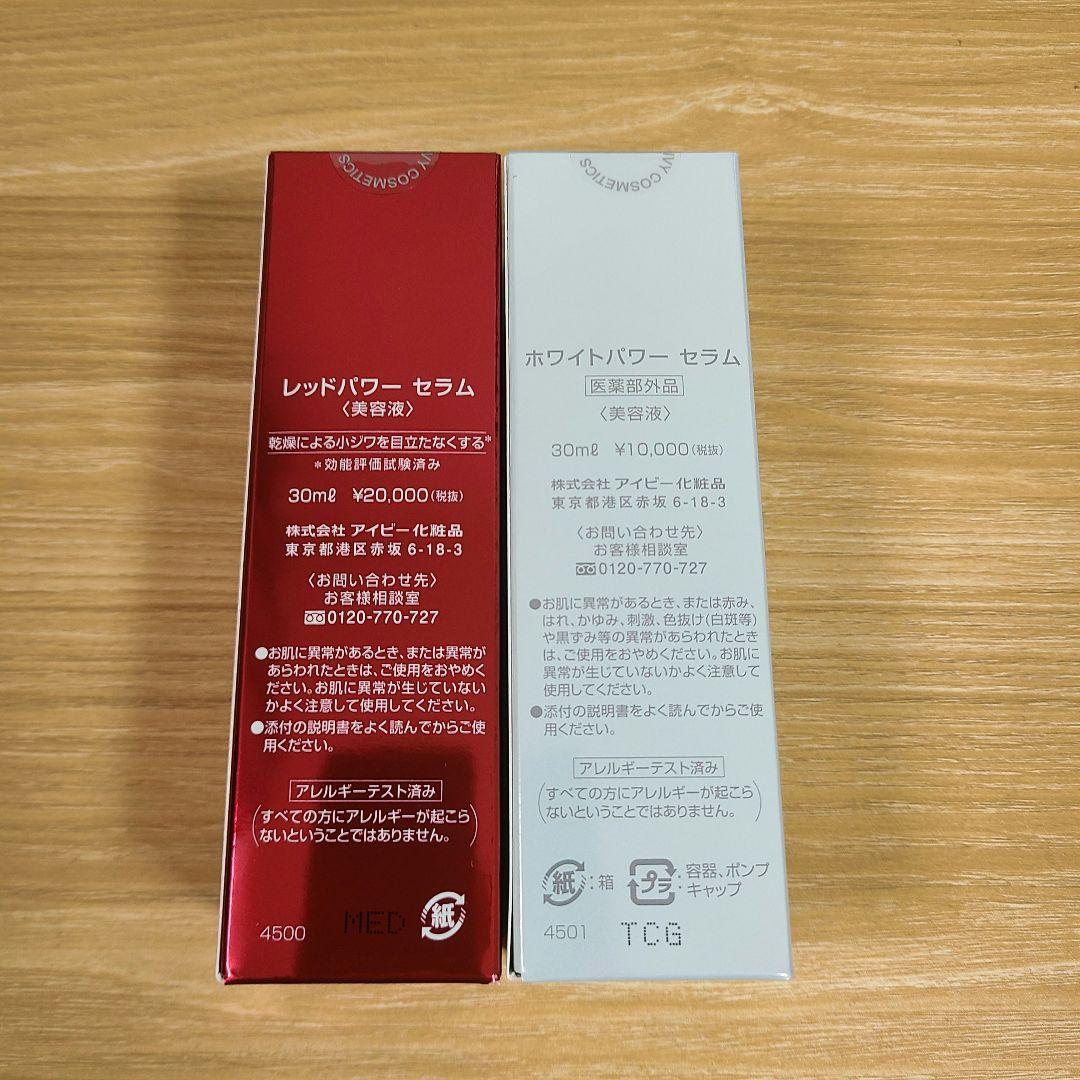 IVY COSMETICS
レッドパワー セラム
〈美容液〉
乾燥による小ジワを目立たなくする*
*効能評価試験済み
30mℓ ¥20,000(税抜)
株式会社 アイビー化粧品
東京都港区赤坂 6-18-3
〈お問い合わせ先〉
お客様相談室
0120-770-727
●お肌に異常があるとき、または異常が
あらわれたときは、ご使用をおやめく
ださい。お肌に異常が生じていない
かよく注意して使用してください。
●添付の説明書をよく読んでからご使
用ください。
アレルギーテスト済み
(すべての方にアレルギーが起こら
ないということではありません。)
4500 MED 紙
IVY COSMETICS
ホワイトパワー セラム
医薬部外品
〈美容液〉
30mℓ ¥10,000(税抜)
株式会社 アイビー化粧品
東京都港区赤坂 6-18-3
〈お問い合わせ先〉
お客様相談室
0120-770-727
●お肌に異常があるとき、または赤み、
はれ、かゆみ、刺激、色抜け(白斑等)
や黒ずみ等の異常があらわれたとき
は、ご使用をおやめください。お肌に
異常が生じていないかよく注意して
使用してください。
●添付の説明書をよく読んでからご使
用ください。
アレルギーテスト済み
(すべての方にアレルギーが起こら
ないということではありません。)
紙:箱 プラ:容器、ポンプ
:キャップ
4501 TCG